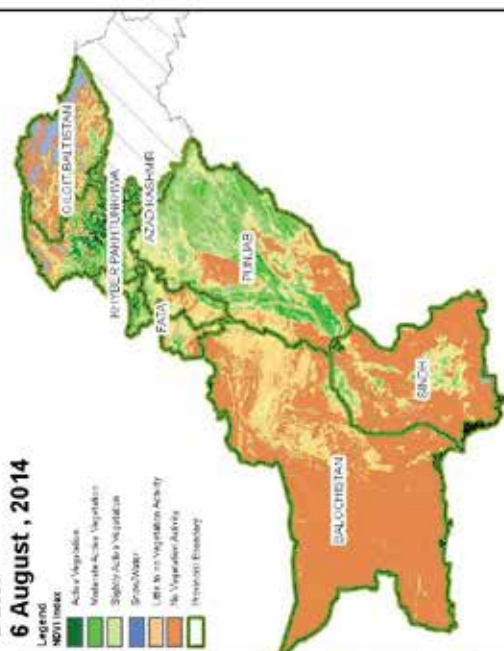 6 August , 2014
Legend
NDVI Index
Active Vegetation
Moderate Active Vegetation
Slightly Active Vegetation
Snow/Water
Little to no Vegetation Activity
No Vegetation Activity
Provincial Boundary
GILGIT BALTISTAN
KHYBER PAKHTUNKHWA
AZAD KASHMIR
FATA
PUNJAB
BALOCHISTAN
SINDH